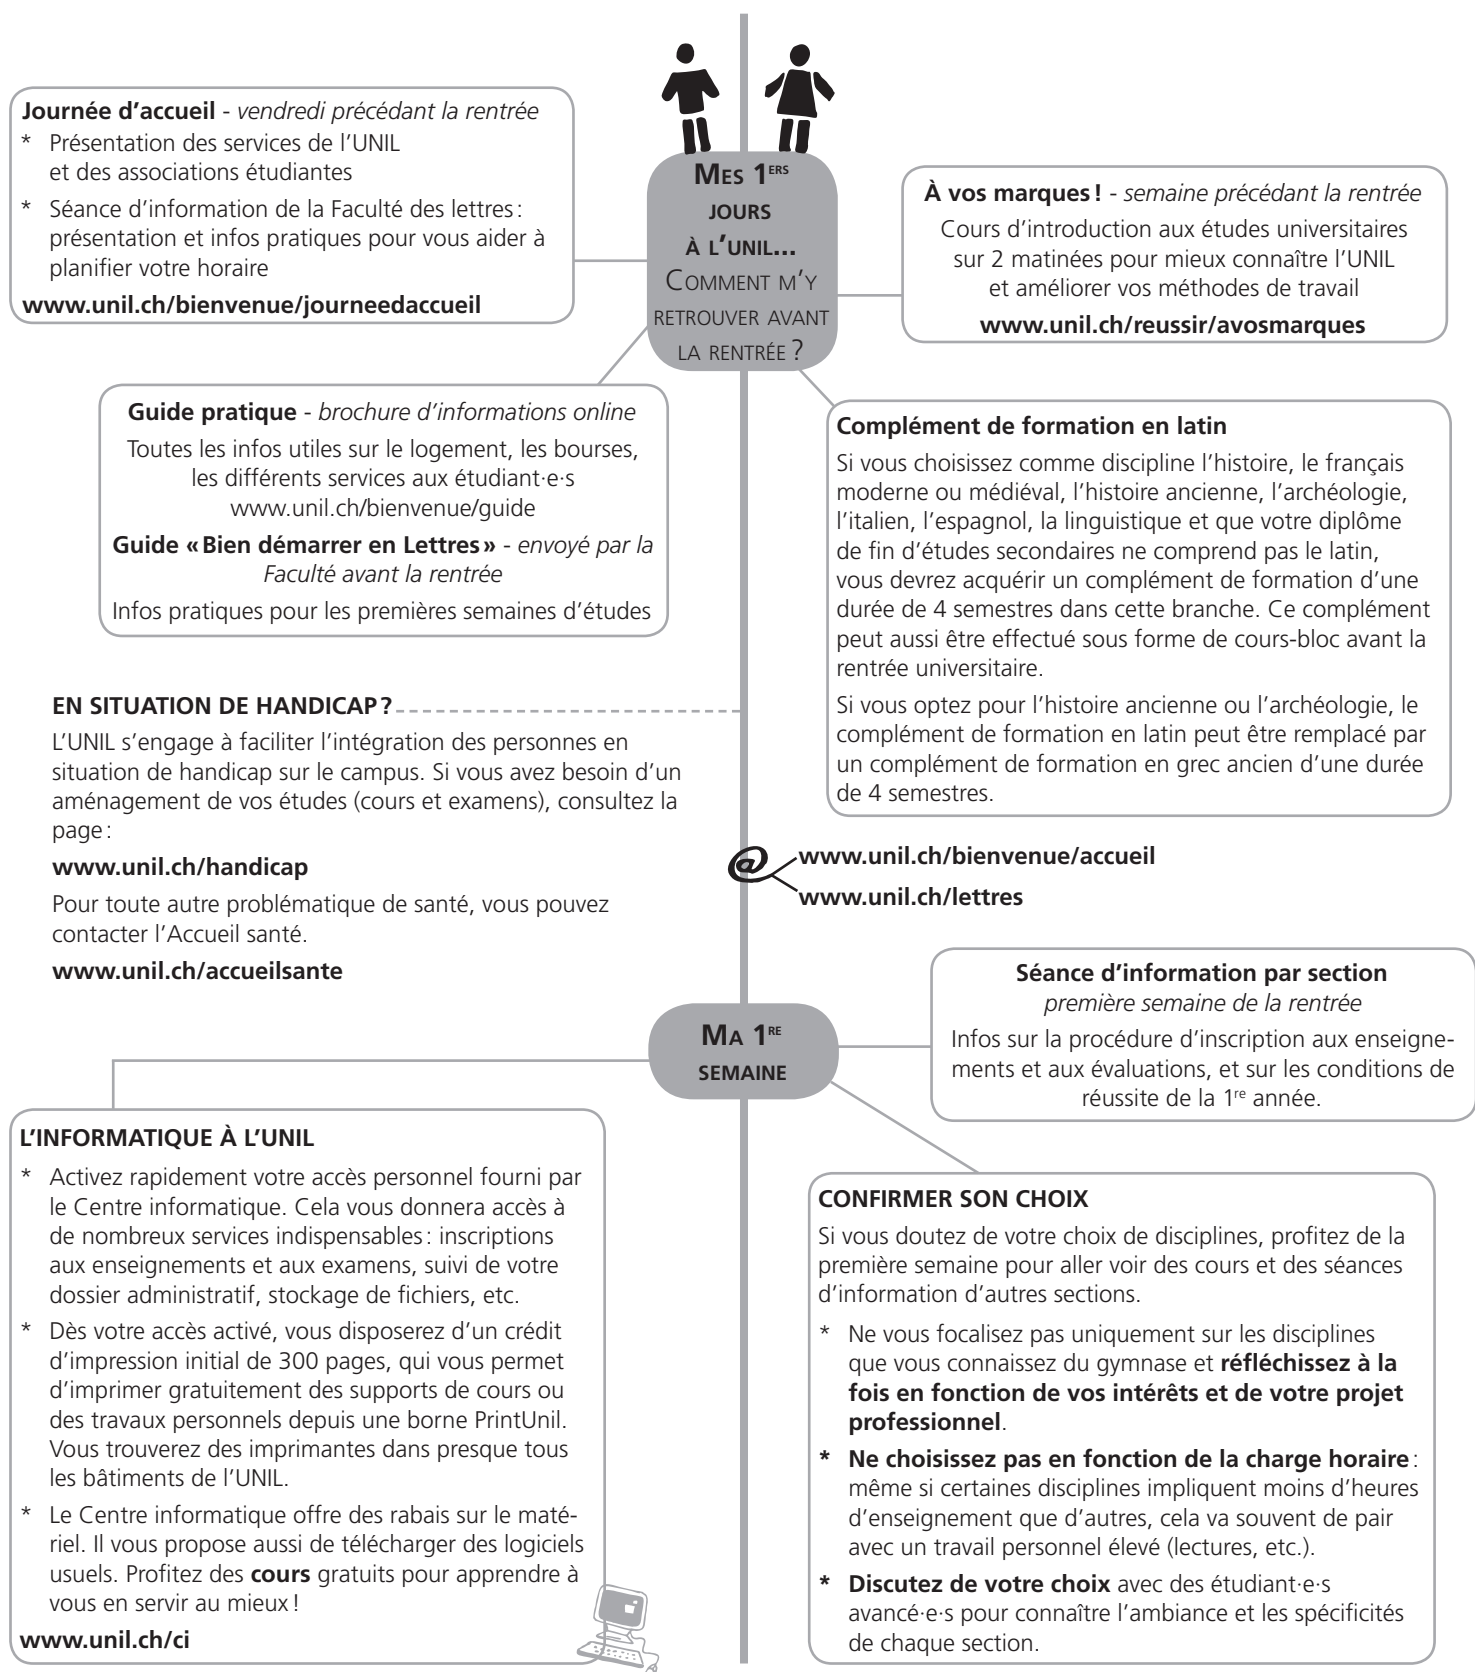 Mes 1ers
jours
à l'unil...
Comment m'y
retrouver avant
la rentrée ?
Journée d'accueil - vendredi précédant la rentrée
* Présentation des services de l'UNIL
et des associations étudiantes
* Séance d'information de la Faculté des lettres :
présentation et infos pratiques pour vous aider à
planifier votre horaire
www.unil.ch/bienvenue/journeedaccueil
À vos marques ! - semaine précédant la rentrée
Cours d'introduction aux études universitaires
sur 2 matinées pour mieux connaître l'UNIL
et améliorer vos méthodes de travail
www.unil.ch/reussir/avosmarques
Guide pratique - brochure d'informations online
Toutes les infos utiles sur le logement, les bourses,
les différents services aux étudiant·e·s
www.unil.ch/bienvenue/guide
Guide « Bien démarrer en Lettres » - envoyé par la
Faculté avant la rentrée
Infos pratiques pour les premières semaines d'études
Complément de formation en latin
Si vous choisissez comme discipline l'histoire, le français
moderne ou médiéval, l'histoire ancienne, l'archéologie,
l'italien, l'espagnol, la linguistique et que votre diplôme
de fin d'études secondaires ne comprend pas le latin,
vous devrez acquérir un complément de formation d'une
durée de 4 semestres dans cette branche. Ce complément
peut aussi être effectué sous forme de cours-bloc avant la
rentrée universitaire.
Si vous optez pour l'histoire ancienne ou l'archéologie, le
complément de formation en latin peut être remplacé par
un complément de formation en grec ancien d'une durée
de 4 semestres.
EN SITUATION DE HANDICAP ?
L'UNIL s'engage à faciliter l'intégration des personnes en
situation de handicap sur le campus. Si vous avez besoin d'un
aménagement de vos études (cours et examens), consultez la
page :
www.unil.ch/handicap
Pour toute autre problématique de santé, vous pouvez
contacter l'Accueil santé.
www.unil.ch/accueilsante
@
www.unil.ch/bienvenue/accueil
www.unil.ch/lettres
Ma 1re
semaine
Séance d'information par section
première semaine de la rentrée
Infos sur la procédure d'inscription aux enseigne-
ments et aux évaluations, et sur les conditions de
réussite de la 1re année.
L'INFORMATIQUE À L'UNIL
* Activez rapidement votre accès personnel fourni par
le Centre informatique. Cela vous donnera accès à
de nombreux services indispensables : inscriptions
aux enseignements et aux examens, suivi de votre
dossier administratif, stockage de fichiers, etc.
* Dès votre accès activé, vous disposerez d'un crédit
d'impression initial de 300 pages, qui vous permet
d'imprimer gratuitement des supports de cours ou
des travaux personnels depuis une borne PrintUnil.
Vous trouverez des imprimantes dans presque tous
les bâtiments de l'UNIL.
* Le Centre informatique offre des rabais sur le maté-
riel. Il vous propose aussi de télécharger des logiciels
usuels. Profitez des cours gratuits pour apprendre à
vous en servir au mieux !
www.unil.ch/ci
CONFIRMER SON CHOIX
Si vous doutez de votre choix de disciplines, profitez de la
première semaine pour aller voir des cours et des séances
d'information d'autres sections.
* Ne vous focalisez pas uniquement sur les disciplines
que vous connaissez du gymnase et réfléchissez à la
fois en fonction de vos intérêts et de votre projet
professionnel.
* Ne choisissez pas en fonction de la charge horaire :
même si certaines disciplines impliquent moins d'heures
d'enseignement que d'autres, cela va souvent de pair
avec un travail personnel élevé (lectures, etc.).
* Discutez de votre choix avec des étudiant·e·s
avancé·e·s pour connaître l'ambiance et les spécificités
de chaque section.